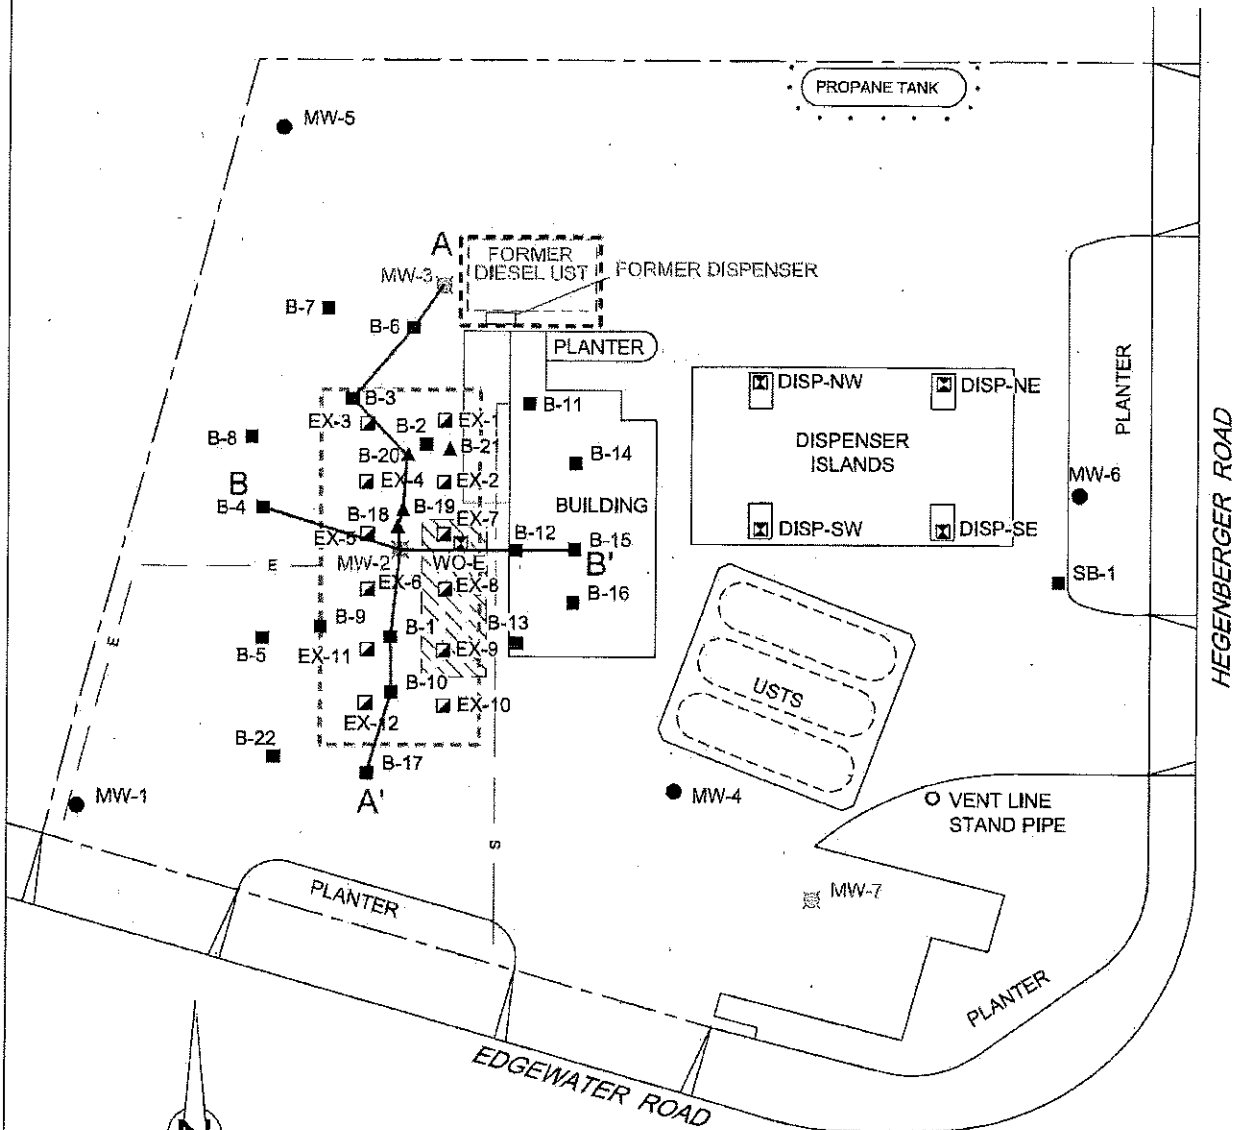 PROPANE TANK
MW-5
A
FORMER
DIESEL UST
FORMER DISPENSER
MW-3
B-7
B-6
PLANTER
PLANTER
HEGENBERGER ROAD
DISP-NW
DISP-NE
B-3
B-11
EX-3
B-2
EX-1
B-8
B-20
B-21
DISPENSER
ISLANDS
B-14
B
EX-4
EX-2
MW-6
B-4
B-19
BUILDING
B-18
EX-7
DISP-SW
DISP-SE
EX-5
B-12
B-15
MW-2
WO-E
B'
E
EX-6
EX-8
B-16
SB-1
B-9
B-1
B-13
E
B-5
EX-11
EX-9
B-10
USTS
EX-12
EX-10
B-22
B-17
MW-1
A'
MW-4
VENT LINE
STAND PIPE
S
PLANTER
MW-7
PLANTER
EDGEWATER ROAD
N